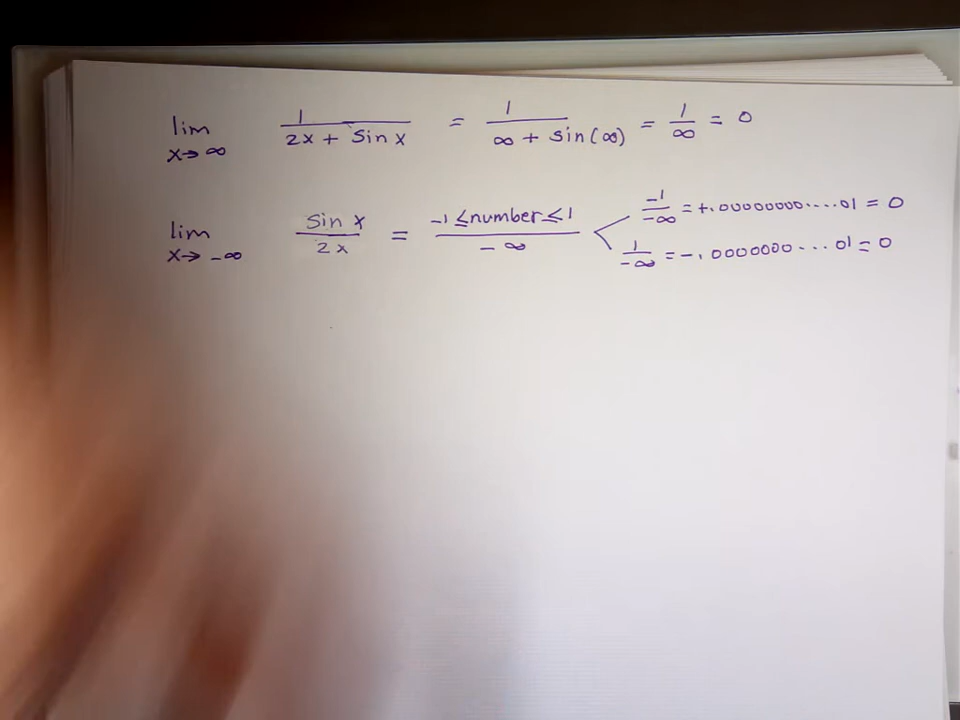 lim x→∞ 1/(2x + sin x) = 1/(∞ + sin(∞)) = 1/∞ = 0
lim x→-∞ sin x/2x = -1≤number≤1/-∞ < -1/-∞ = +.00000000....01 = 0
1/-∞ = -.0000000...01 = 0